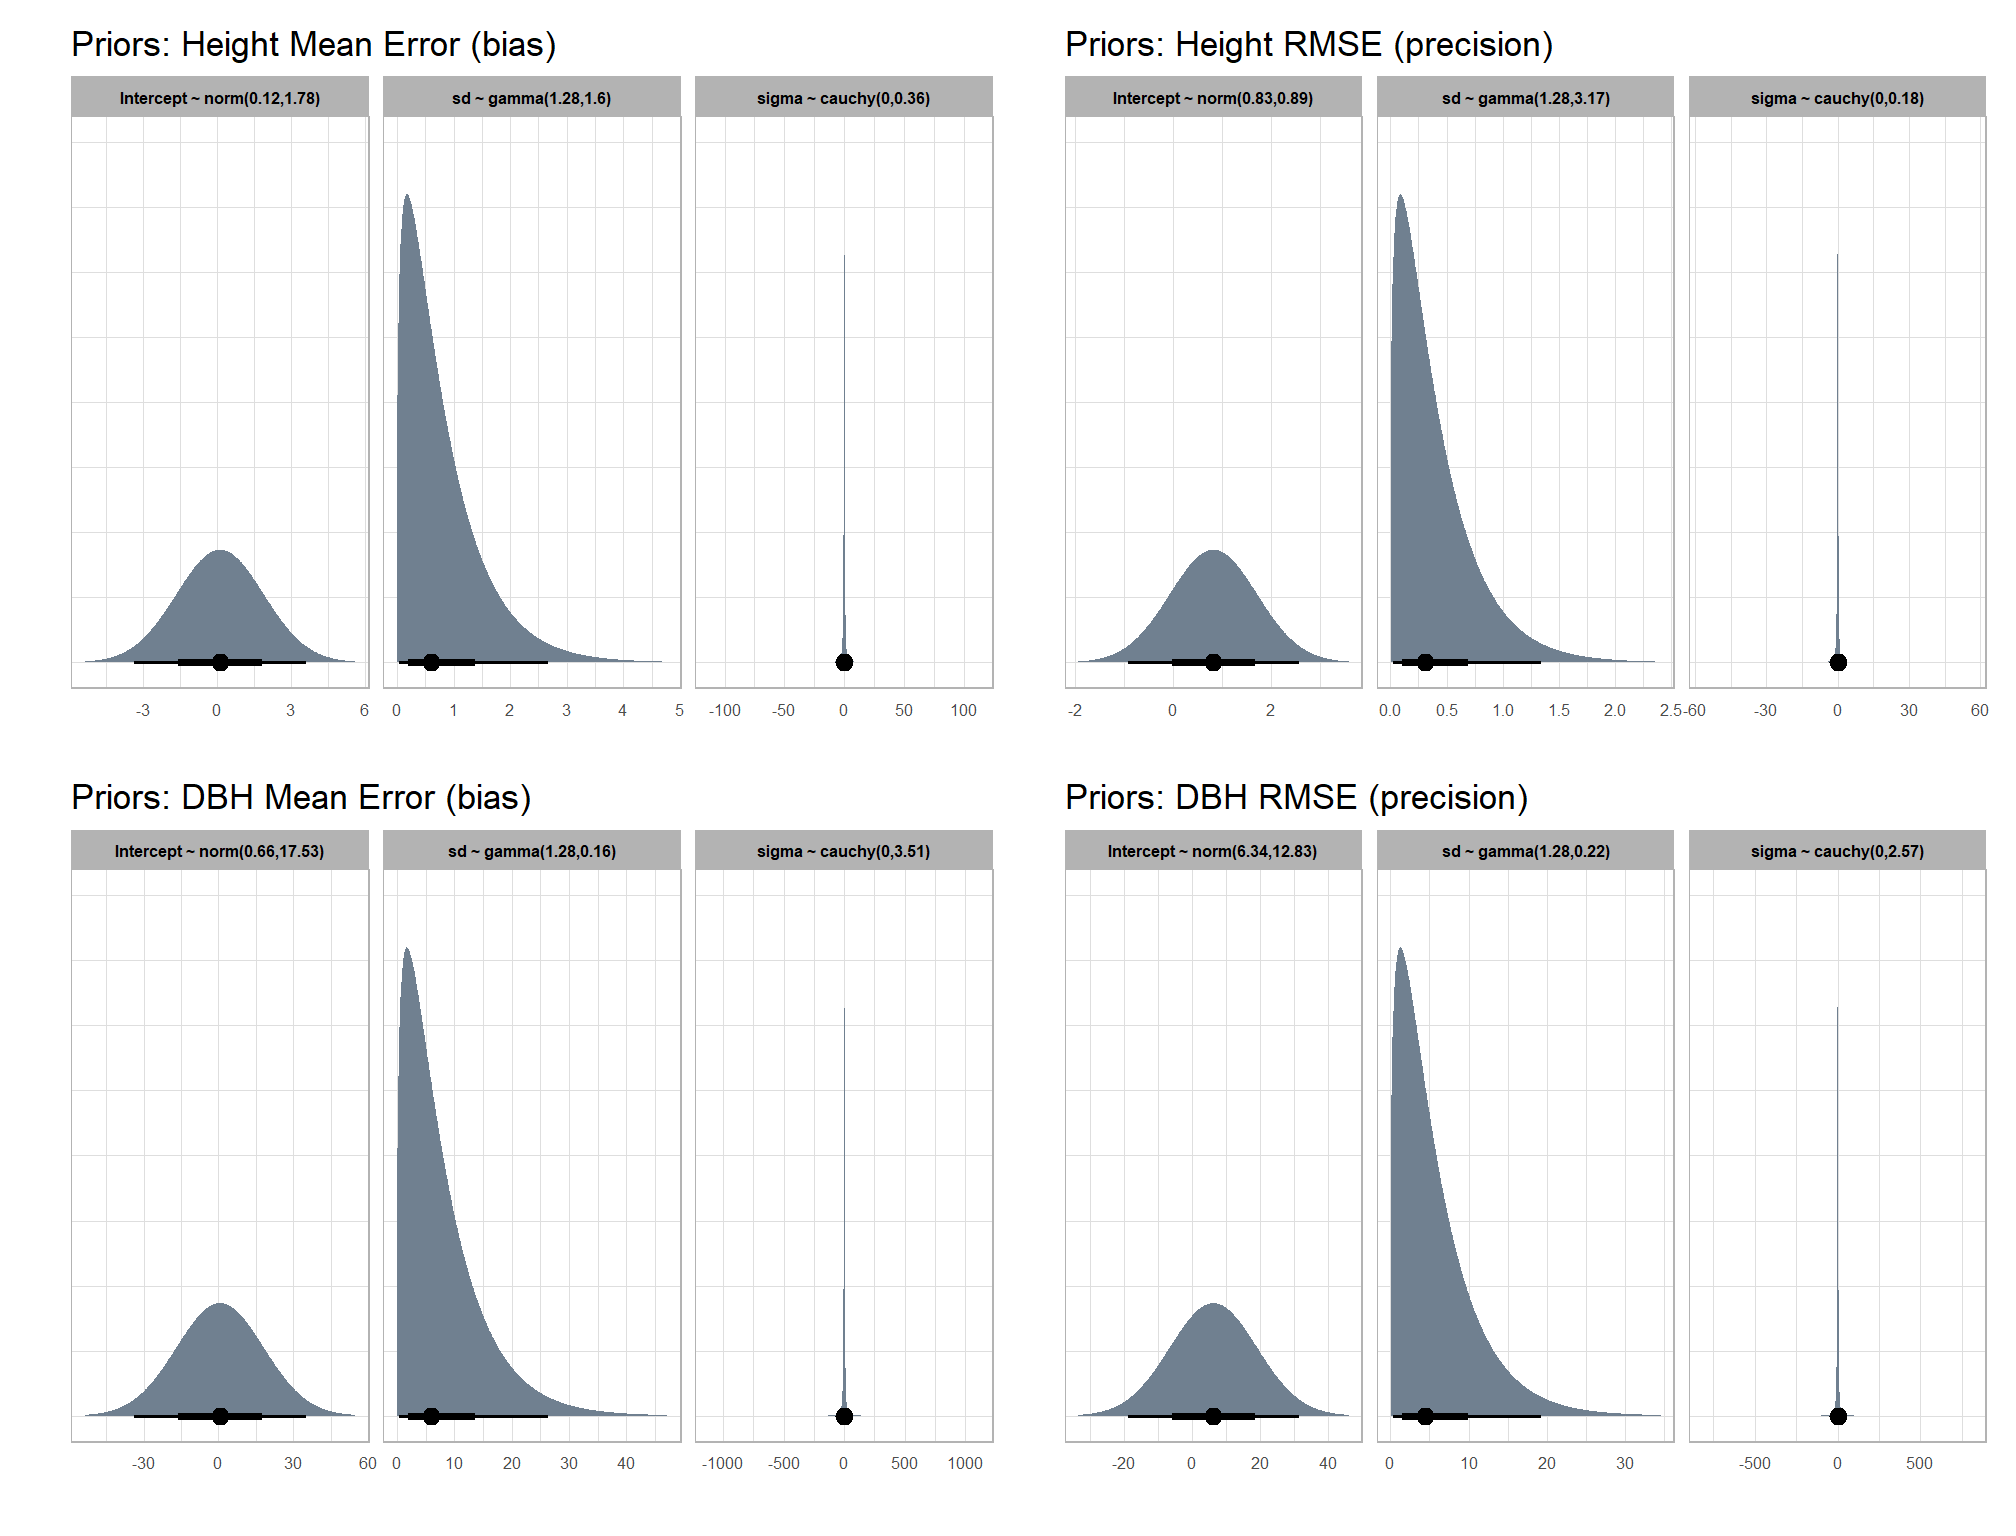 Priors: Height Mean Error (bias)
Intercept ~ norm(0.12,1.78)
sd ~ gamma(1.28,1.6)
sigma ~ cauchy(0,0.36)
-3 0 3 6
0 1 2 3 4 5
-100 -50 0 50 100
Priors: Height RMSE (precision)
Intercept ~ norm(0.83,0.89)
sd ~ gamma(1.28,3.17)
sigma ~ cauchy(0,0.18)
-2 0 2
0.0 0.5 1.0 1.5 2.0 2.5
-60 -30 0 30 60
Priors: DBH Mean Error (bias)
Intercept ~ norm(0.66,17.53)
sd ~ gamma(1.28,0.16)
sigma ~ cauchy(0,3.51)
-30 0 30 60
0 10 20 30 40
-1000 -500 0 500 1000
Priors: DBH RMSE (precision)
Intercept ~ norm(6.34,12.83)
sd ~ gamma(1.28,0.22)
sigma ~ cauchy(0,2.57)
-20 0 20 40
0 10 20 30
-500 0 500